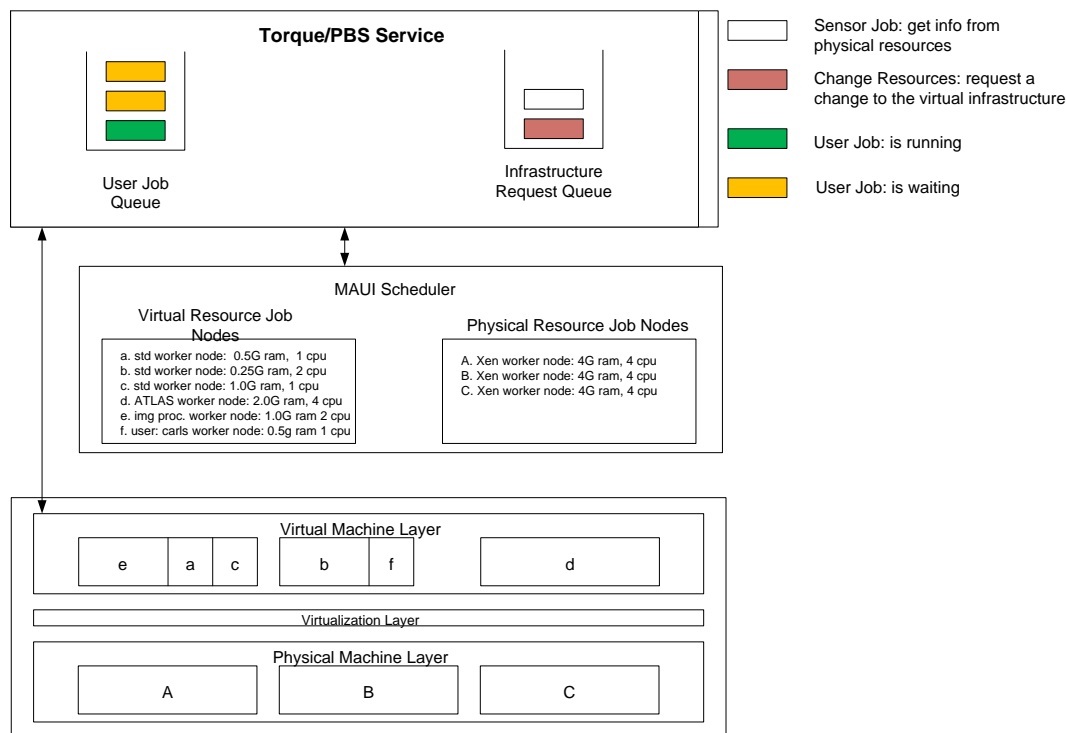 Torque/PBS Service
User Job
Queue
Infrastructure
Request Queue
Sensor Job: get info from
physical resources
Change Resources: request a
change to the virtual infrastructure
User Job: is running
User Job: is waiting
MAUI Scheduler
Virtual Resource Job
Nodes
a. std worker node: 0.5G ram, 1 cpu
b. std worker node: 0.25G ram, 2 cpu
c. std worker node: 1.0G ram, 1 cpu
d. ATLAS worker node: 2.0G ram, 4 cpu
e. img proc. worker node: 1.0G ram 2 cpu
f. user: carls worker node: 0.5g ram 1 cpu
Physical Resource Job Nodes
A. Xen worker node: 4G ram, 4 cpu
B. Xen worker node: 4G ram, 4 cpu
C. Xen worker node: 4G ram, 4 cpu
Virtual Machine Layer
e a c b f d
Virtualization Layer
Physical Machine Layer
A B C